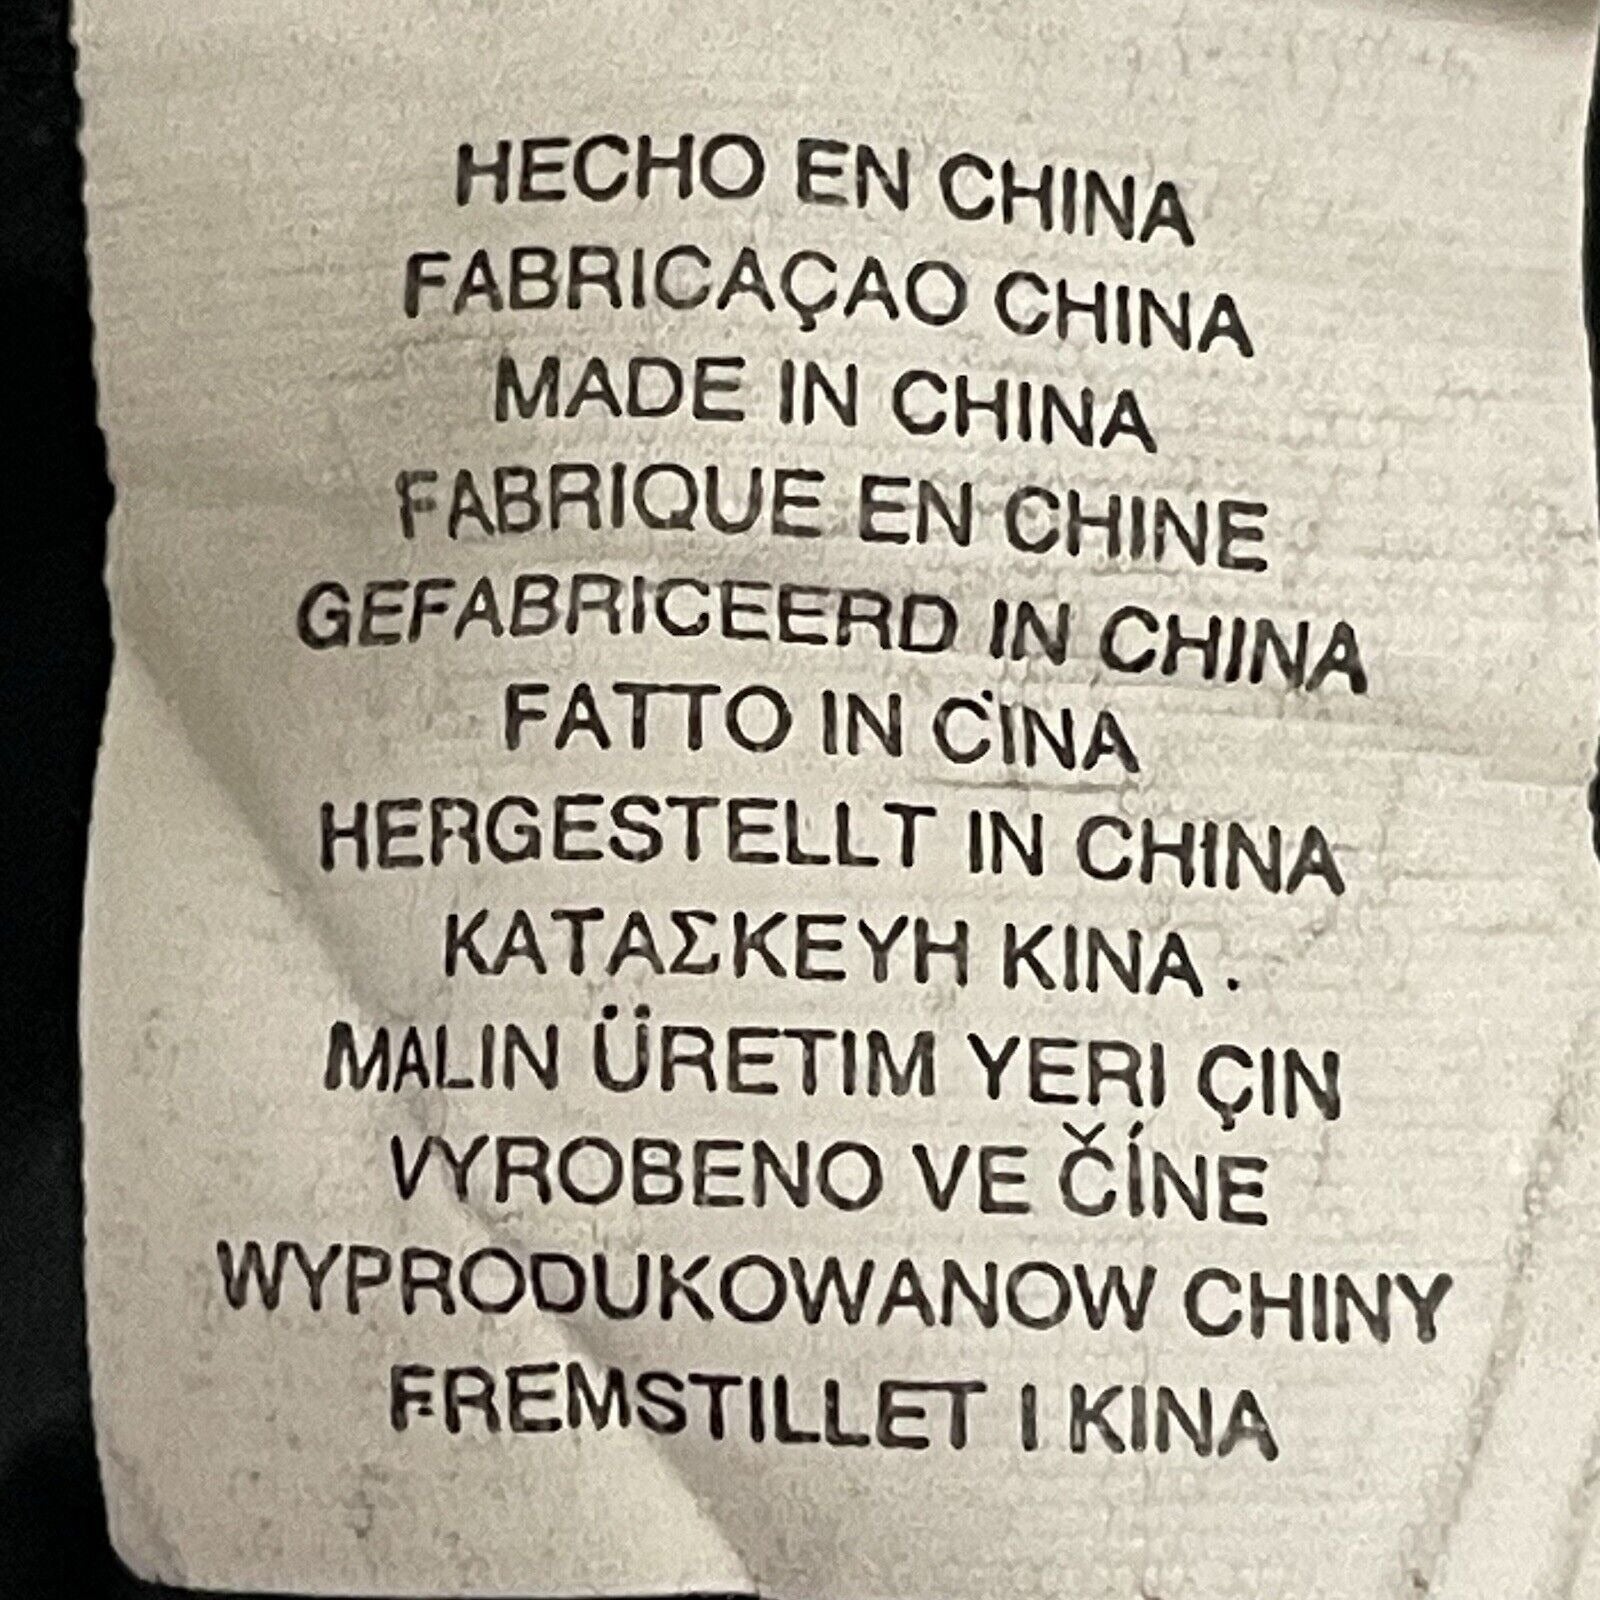 HECHO EN CHINA
FABRICAÇAO CHINA
MADE IN CHINA
FABRIQUE EN CHINE
GEFABRICEERD IN CHINA
FATTO IN CINA
HERGESTELLT IN CHINA
ΚΑΤΑΣΚΕΥΗ ΚΙΝΑ.
MALIN ÜRETIM YERI ÇIN
VYROBENO VE ČÍNE
WYPRODUKOWANOW CHINY
FREMSTILLET I KINA